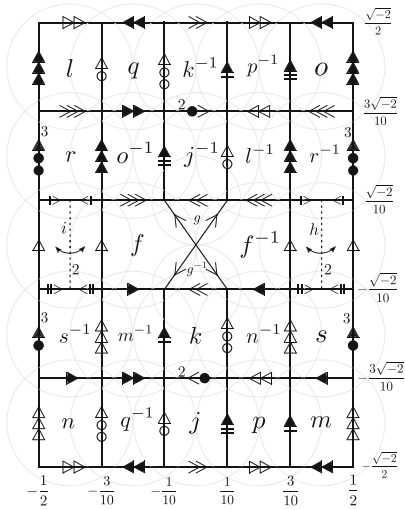 √-2/2
l q k⁻¹ p⁻¹ o
2 3√-2/10
3 3
r o⁻¹ j⁻¹ l⁻¹ r⁻¹
√-2/10
i g h
f f⁻¹
2 g⁻¹ 2
-√-2/10
3 3
s⁻¹ m⁻¹ k n⁻¹ s
2 -3√-2/10
n q⁻¹ j p m
-√-2/2
-1/2 -3/10 -1/10 1/10 3/10 1/2